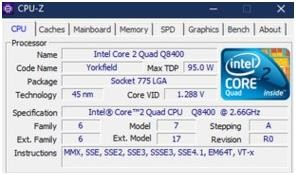 CPU-Z
CPU Caches Mainboard Memory SPD Graphics Bench About
Processor
Name Intel Core 2 Quad Q8400
Code Name Yorkfield Max TDP 95.0 W
Package Socket 775 LGA
Technology 45 nm Core VID 1.288 V
(intel)
CORE 2
Quad inside™
Specification Intel® Core™2 Quad CPU Q8400 @ 2.66GHz
Family 6 Model 7 Stepping A
Ext. Family 6 Ext. Model 17 Revision R0
Instructions MMX, SSE, SSE2, SSE3, SSSE3, SSE4.1, EM64T, VT-x